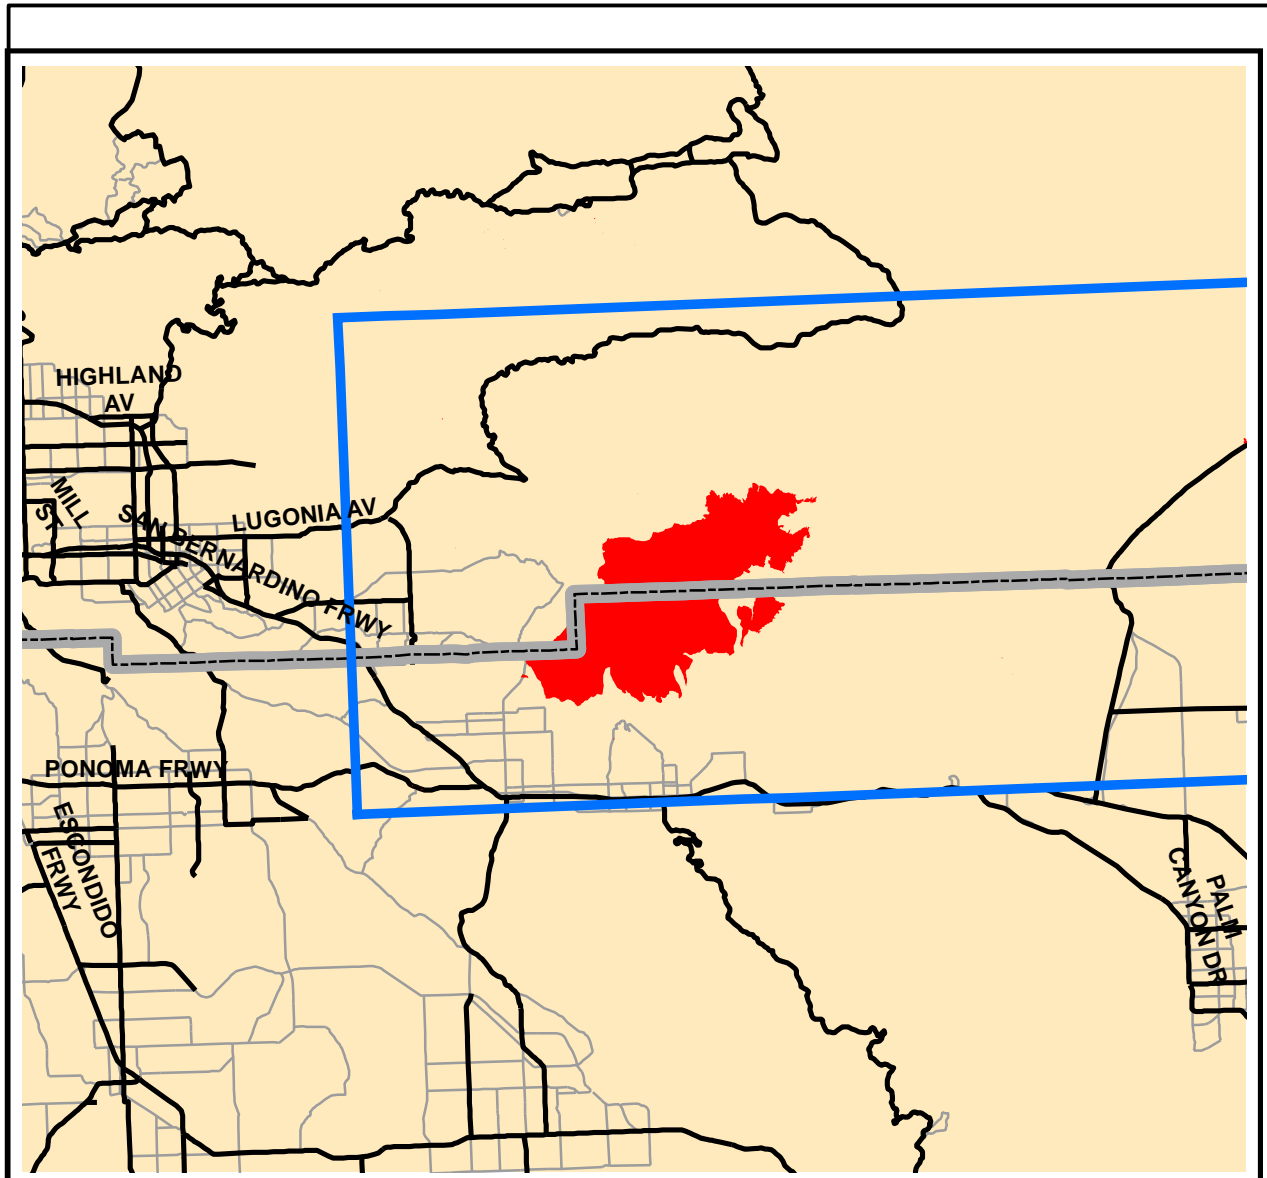 HIGHLAND
AV
MILL
ST
SAN BERNARDINO FRWY
LUGONIA AV
PONOMA FRWY
ESCONDIDO
FRWY
PALM
CANYON DR